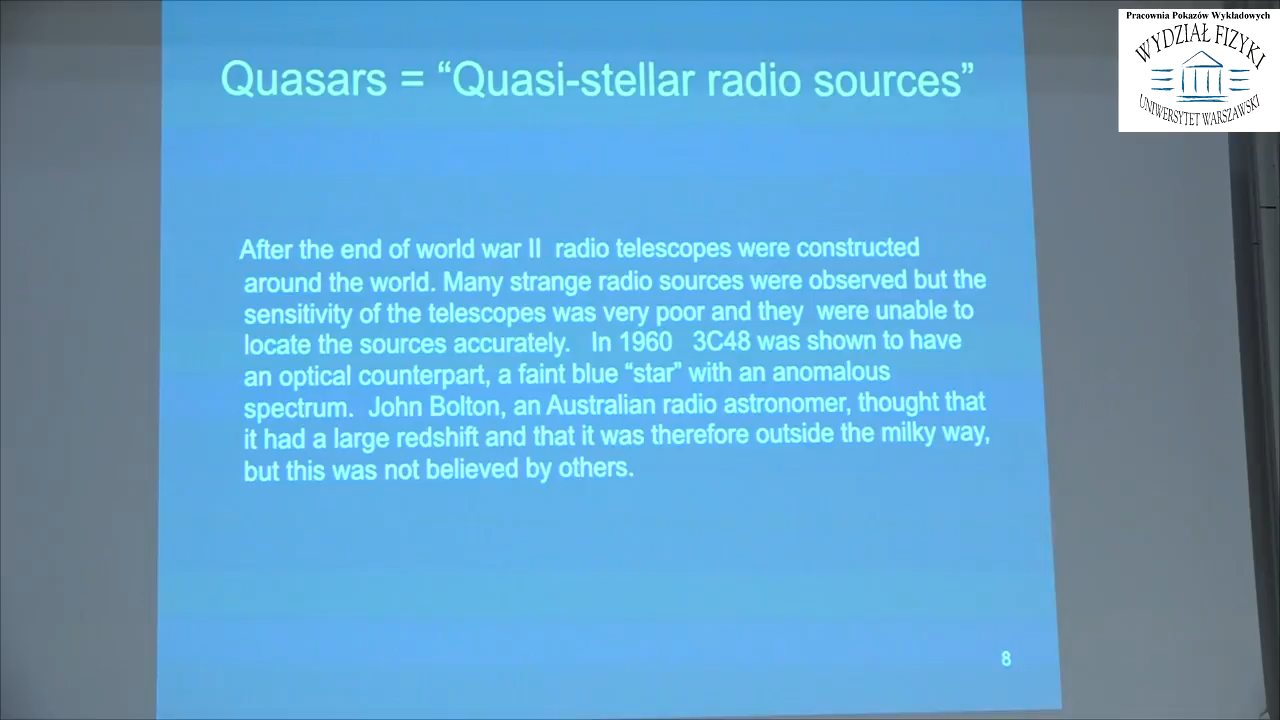 Pracownia Pokazów Wykładowych
WYDZIAŁ FIZYKI
UNIWERSYTET WARSZAWSKI
Quasars = “Quasi-stellar radio sources”
After the end of world war II radio telescopes were constructed
around the world. Many strange radio sources were observed but the
sensitivity of the telescopes was very poor and they were unable to
locate the sources accurately. In 1960 3C48 was shown to have
an optical counterpart, a faint blue “star” with an anomalous
spectrum. John Bolton, an Australian radio astronomer, thought that
it had a large redshift and that it was therefore outside the milky way,
but this was not believed by others.
8